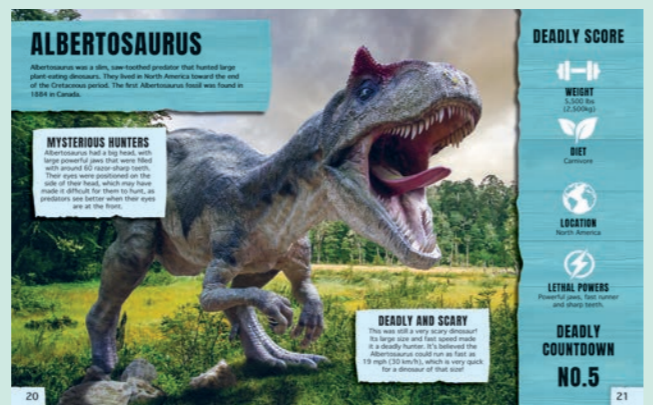 ALBERTOSAURUS
Albertosaurus was a slim, saw-toothed predator that hunted large
plant-eating dinosaurs. They lived in North America toward the end
of the Cretaceous period. The first Albertosaurus fossil was found in
1884 in Canada.
MYSTERIOUS HUNTERS
Albertosaurus had a big head, with
large powerful jaws that were filled
with around 60 razor-sharp teeth.
Their eyes were positioned on the
side of their head, which may have
made it difficult for them to hunt, as
predators see better when their eyes
are at the front.
DEADLY AND SCARY
This was still a very scary dinosaur!
Its large size and fast speed made
it a deadly hunter. It's believed the
Albertosaurus could run as fast as
19 mph (30 km/h), which is very quick
for a dinosaur of that size!
DEADLY SCORE
WEIGHT
5,500 lbs
(2,500kg)
DIET
Carnivore
LOCATION
North America
LETHAL POWERS
Powerful jaws, fast runner
and sharp teeth.
DEADLY
COUNTDOWN
NO.5
20
21